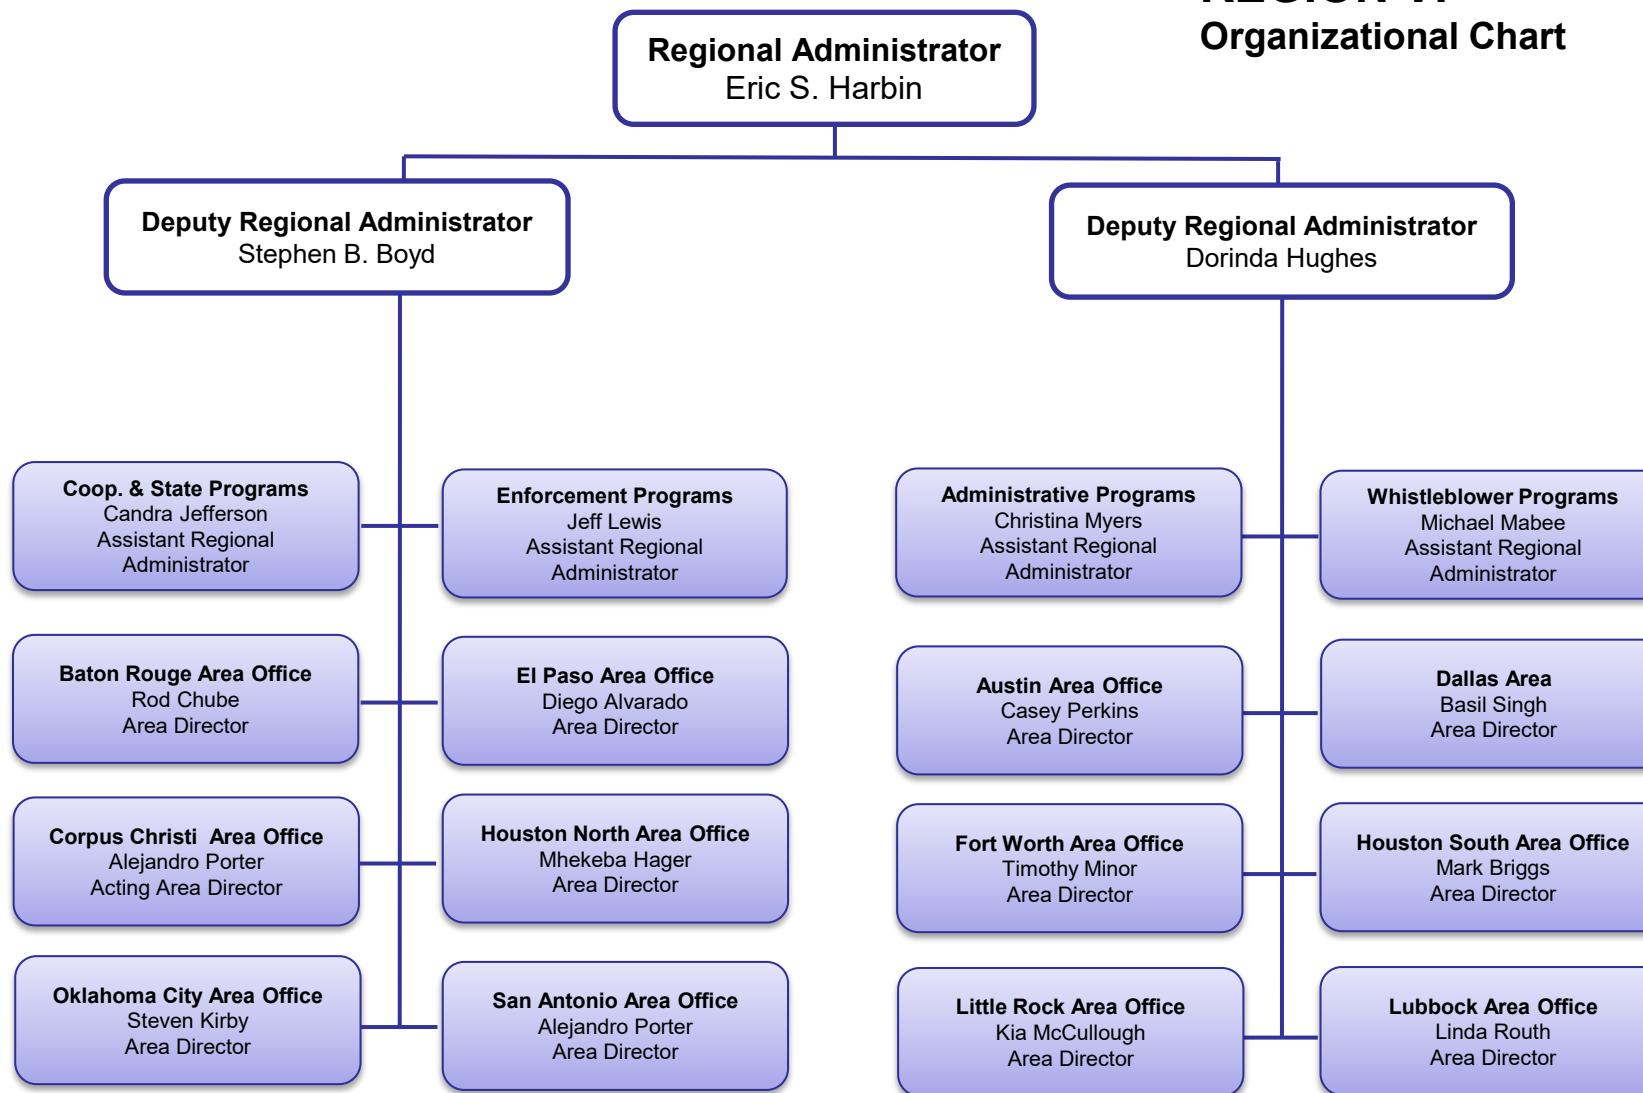 Organizational Chart
Regional Administrator
Eric S. Harbin
Deputy Regional Administrator
Stephen B. Boyd
Deputy Regional Administrator
Dorinda Hughes
Coop. & State Programs
Candra Jefferson
Assistant Regional
Administrator
Enforcement Programs
Jeff Lewis
Assistant Regional
Administrator
Administrative Programs
Christina Myers
Assistant Regional
Administrator
Whistleblower Programs
Michael Mabee
Assistant Regional
Administrator
Baton Rouge Area Office
Rod Chube
Area Director
El Paso Area Office
Diego Alvarado
Area Director
Austin Area Office
Casey Perkins
Area Director
Dallas Area
Basil Singh
Area Director
Corpus Christi  Area Office
Alejandro Porter
Acting Area Director
Houston North Area Office
Mhekeba Hager
Area Director
Fort Worth Area Office
Timothy Minor
Area Director
Houston South Area Office
Mark Briggs
Area Director
Oklahoma City Area Office
Steven Kirby
Area Director
San Antonio Area Office
Alejandro Porter
Area Director
Little Rock Area Office
Kia McCullough
Area Director
Lubbock Area Office
Linda Routh
Area Director